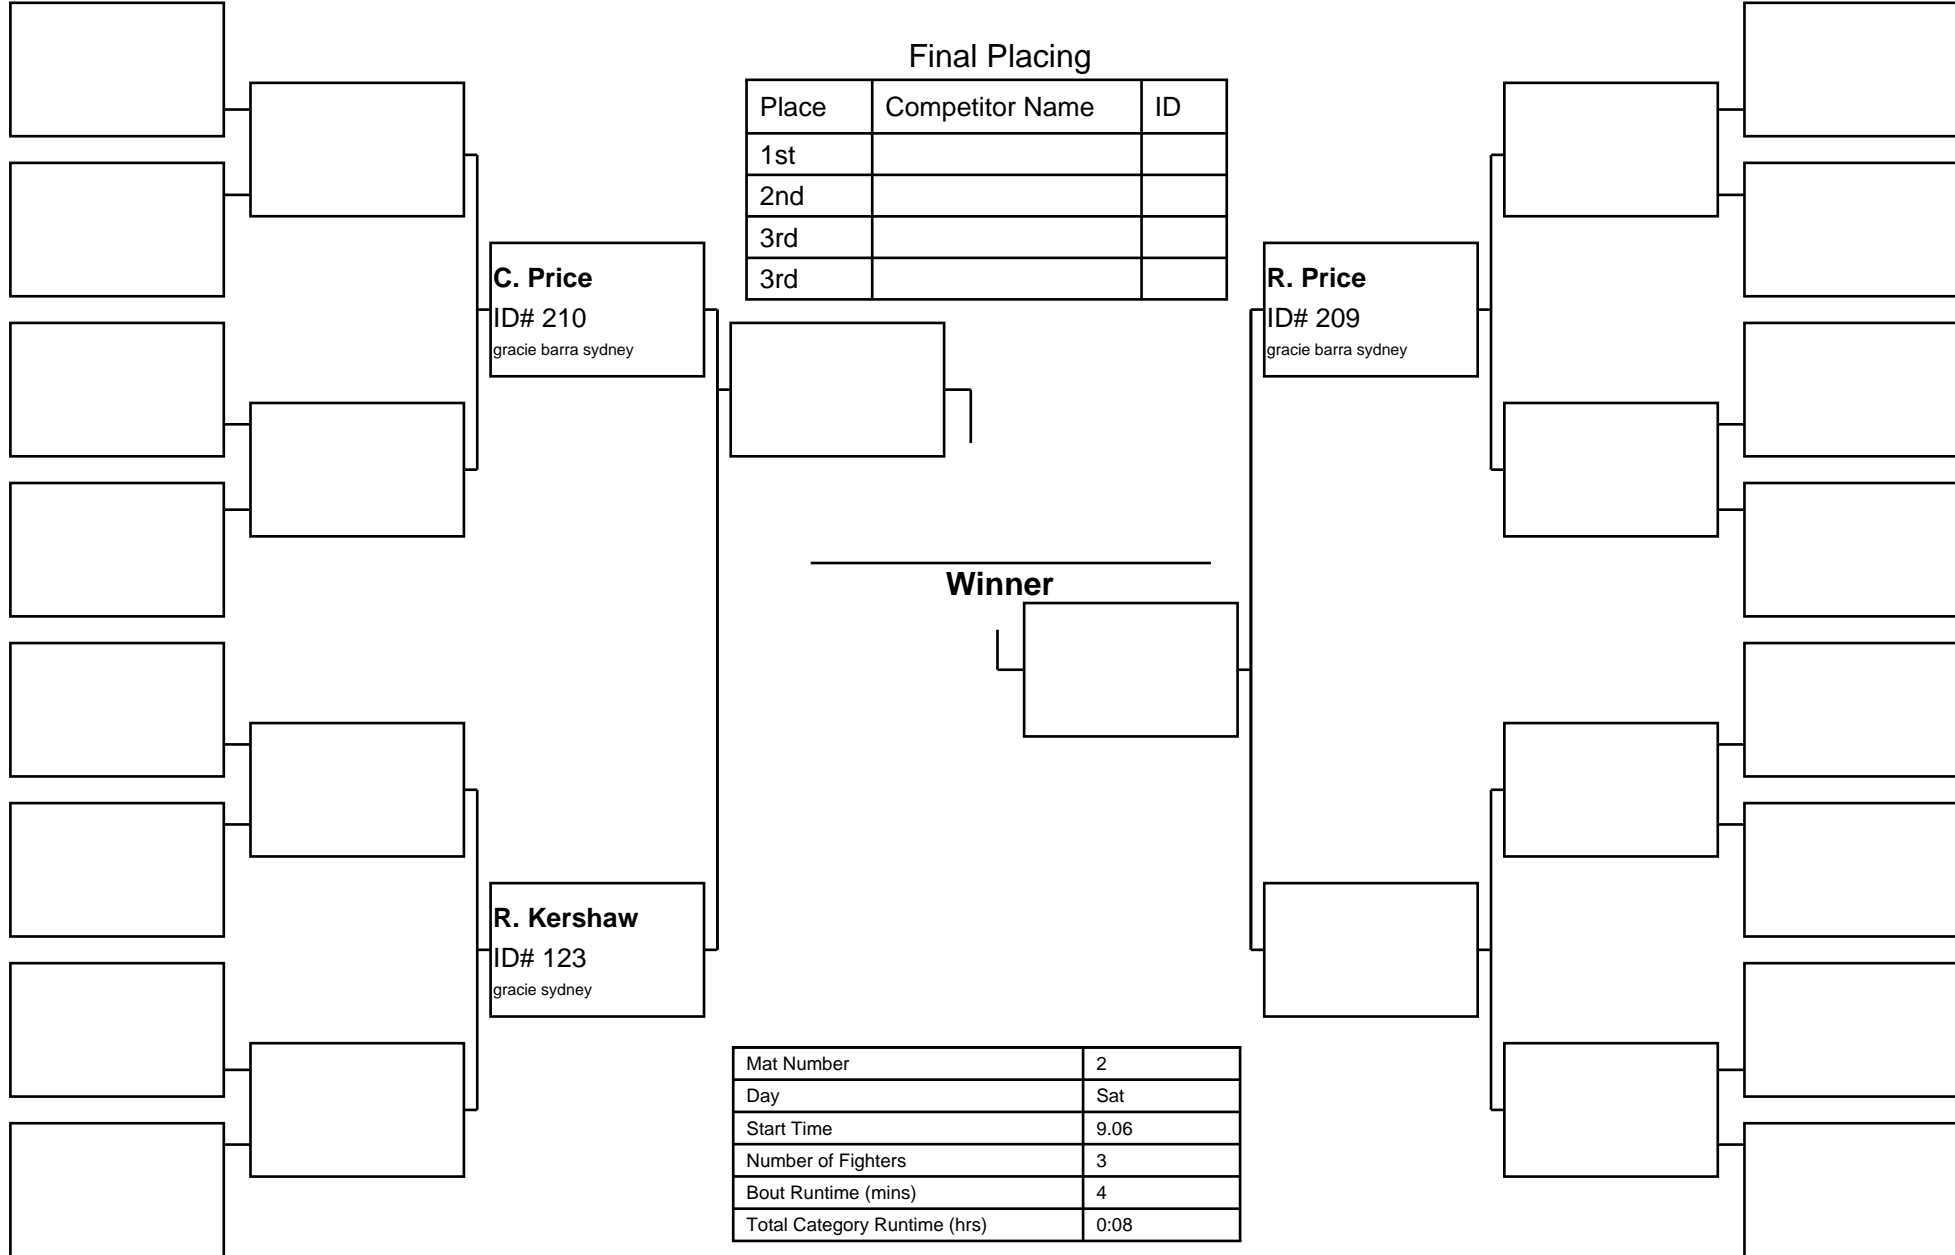 Final Placing
Place Competitor Name ID
1st
2nd
3rd
3rd
C. Price
ID# 210
gracie barra sydney
R. Price
ID# 209
gracie barra sydney
Winner
R. Kershaw
ID# 123
gracie sydney
Mat Number 2
Day Sat
Start Time 9.06
Number of Fighters 3
Bout Runtime (mins) 4
Total Category Runtime (hrs) 0:08